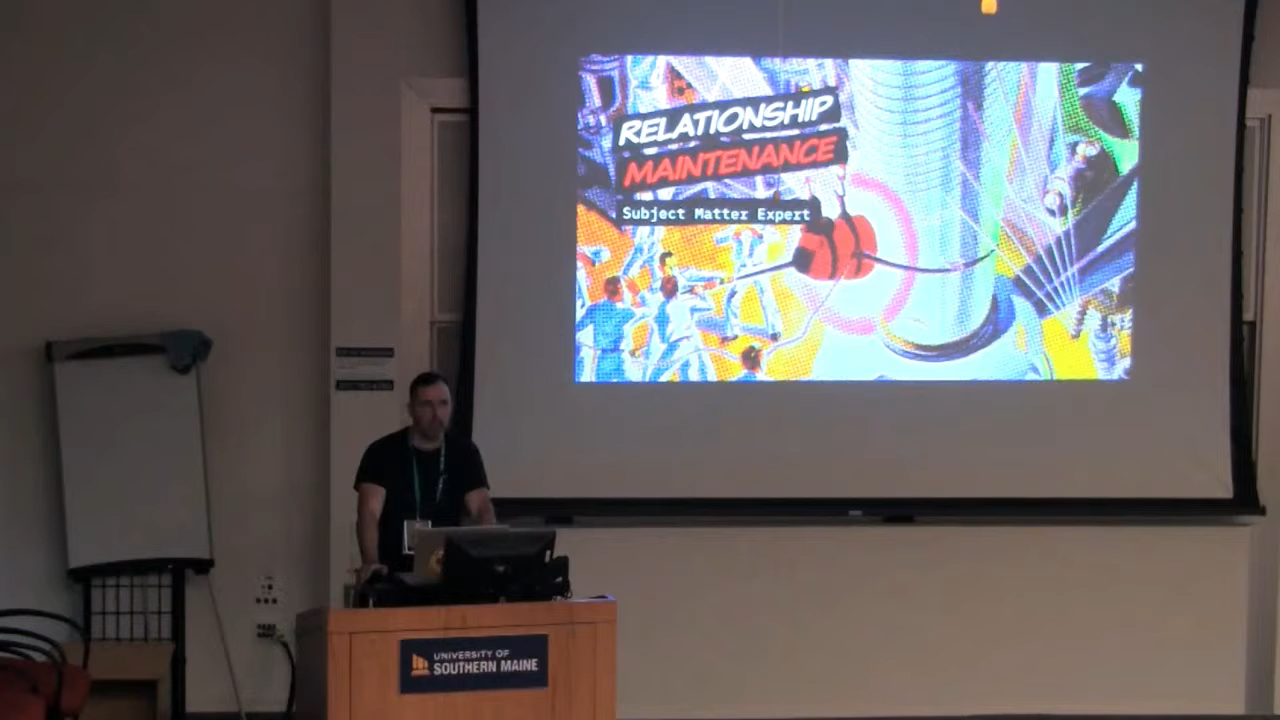 RELATIONSHIP
MAINTENANCE
Subject Matter Expert
UNIVERSITY OF
SOUTHERN MAINE